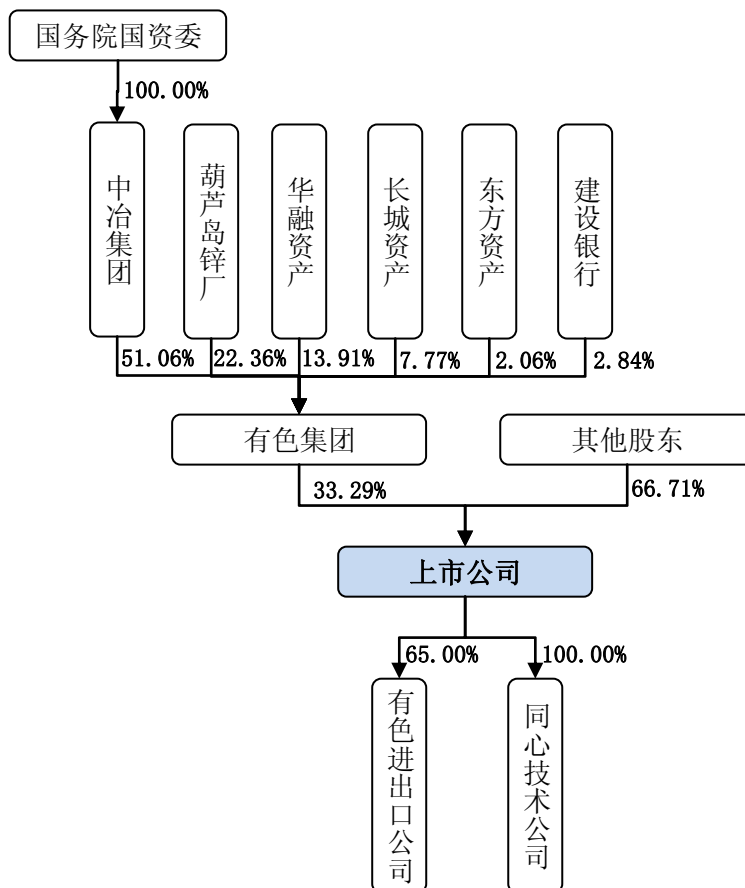 国务院国资委
100.00%
中冶集团
葫芦岛锌厂
华融资产
长城资产
东方资产
建设银行
51.06%
22.36%
13.91%
7.77%
2.06%
2.84%
有色集团
其他股东
33.29%
66.71%
上市公司
65.00%
100.00%
有色进出口公司
同心技术公司